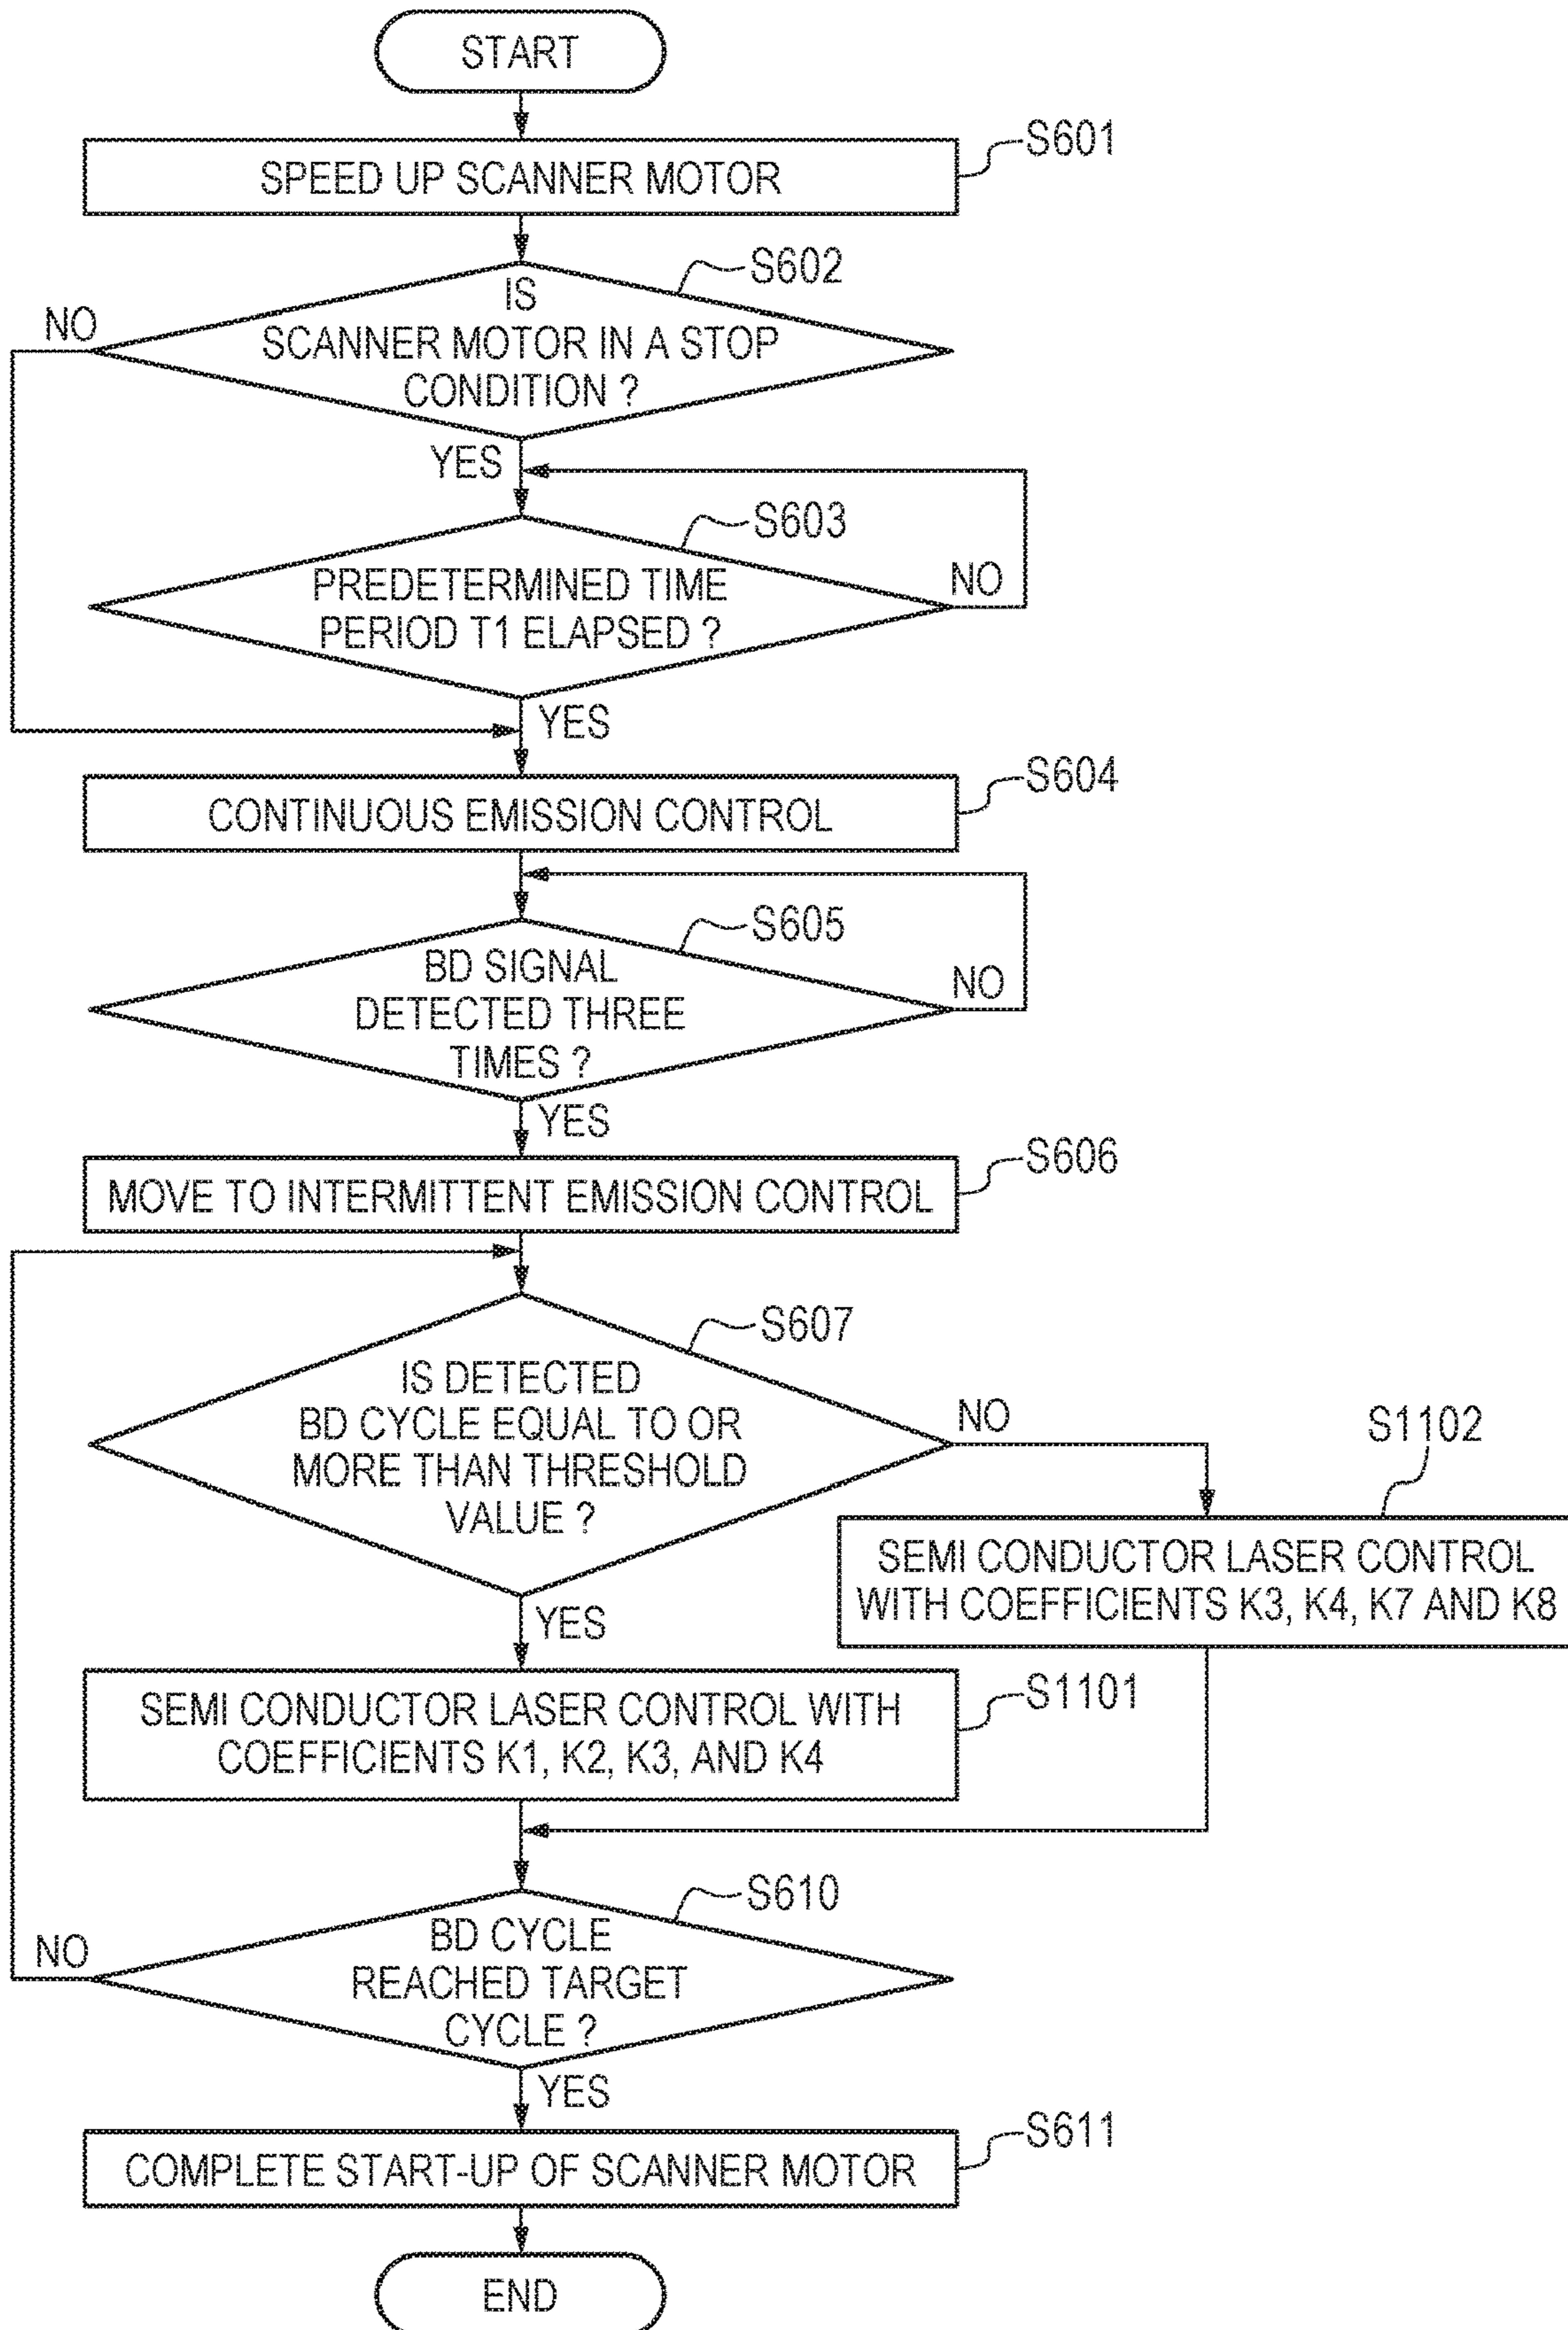 START
SPEED UP SCANNER MOTOR
S601
S602
IS
SCANNER MOTOR IN A STOP
CONDITION ?
NO
YES
S603
PREDETERMINED TIME
PERIOD T1 ELAPSED ?
NO
YES
S604
CONTINUOUS EMISSION CONTROL
S605
BD SIGNAL
DETECTED THREE
TIMES ?
NO
YES
S606
MOVE TO INTERMITTENT EMISSION CONTROL
S607
IS DETECTED
BD CYCLE EQUAL TO OR
MORE THAN THRESHOLD
VALUE ?
NO
S1102
SEMI CONDUCTOR LASER CONTROL
WITH COEFFICIENTS K3, K4, K7 AND K8
YES
S1101
SEMI CONDUCTOR LASER CONTROL WITH
COEFFICIENTS K1, K2, K3, AND K4
S610
BD CYCLE
REACHED TARGET
CYCLE ?
NO
YES
S611
COMPLETE START-UP OF SCANNER MOTOR
END